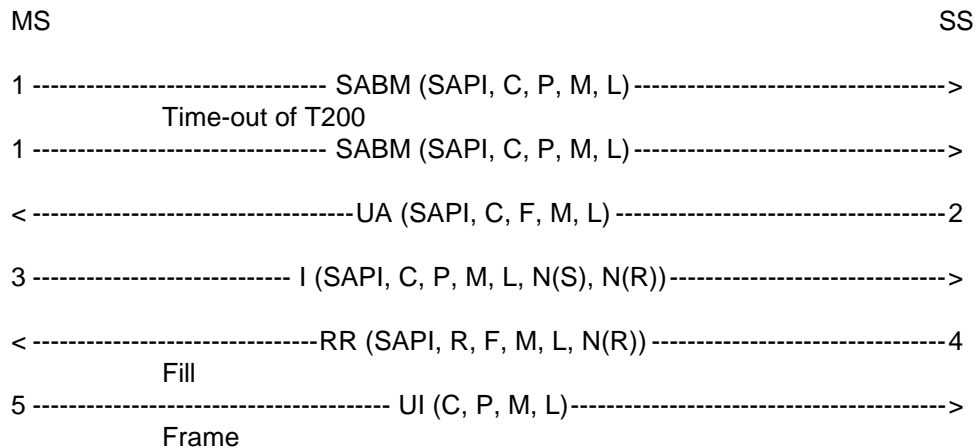 MS SS
1 --------------------------------- SABM (SAPI, C, P, M, L) ----------------------------------->
Time-out of T200
1 --------------------------------- SABM (SAPI, C, P, M, L) ----------------------------------->
< ------------------------------------UA (SAPI, C, F, M, L) -------------------------------------2
3 ----------------------------- I (SAPI, C, P, M, L, N(S), N(R)) ------------------------------->
< --------------------------------RR (SAPI, R, F, M, L, N(R)) ---------------------------------4
Fill
5 ---------------------------------------- UI (C, P, M, L) ------------------------------------------>
Frame